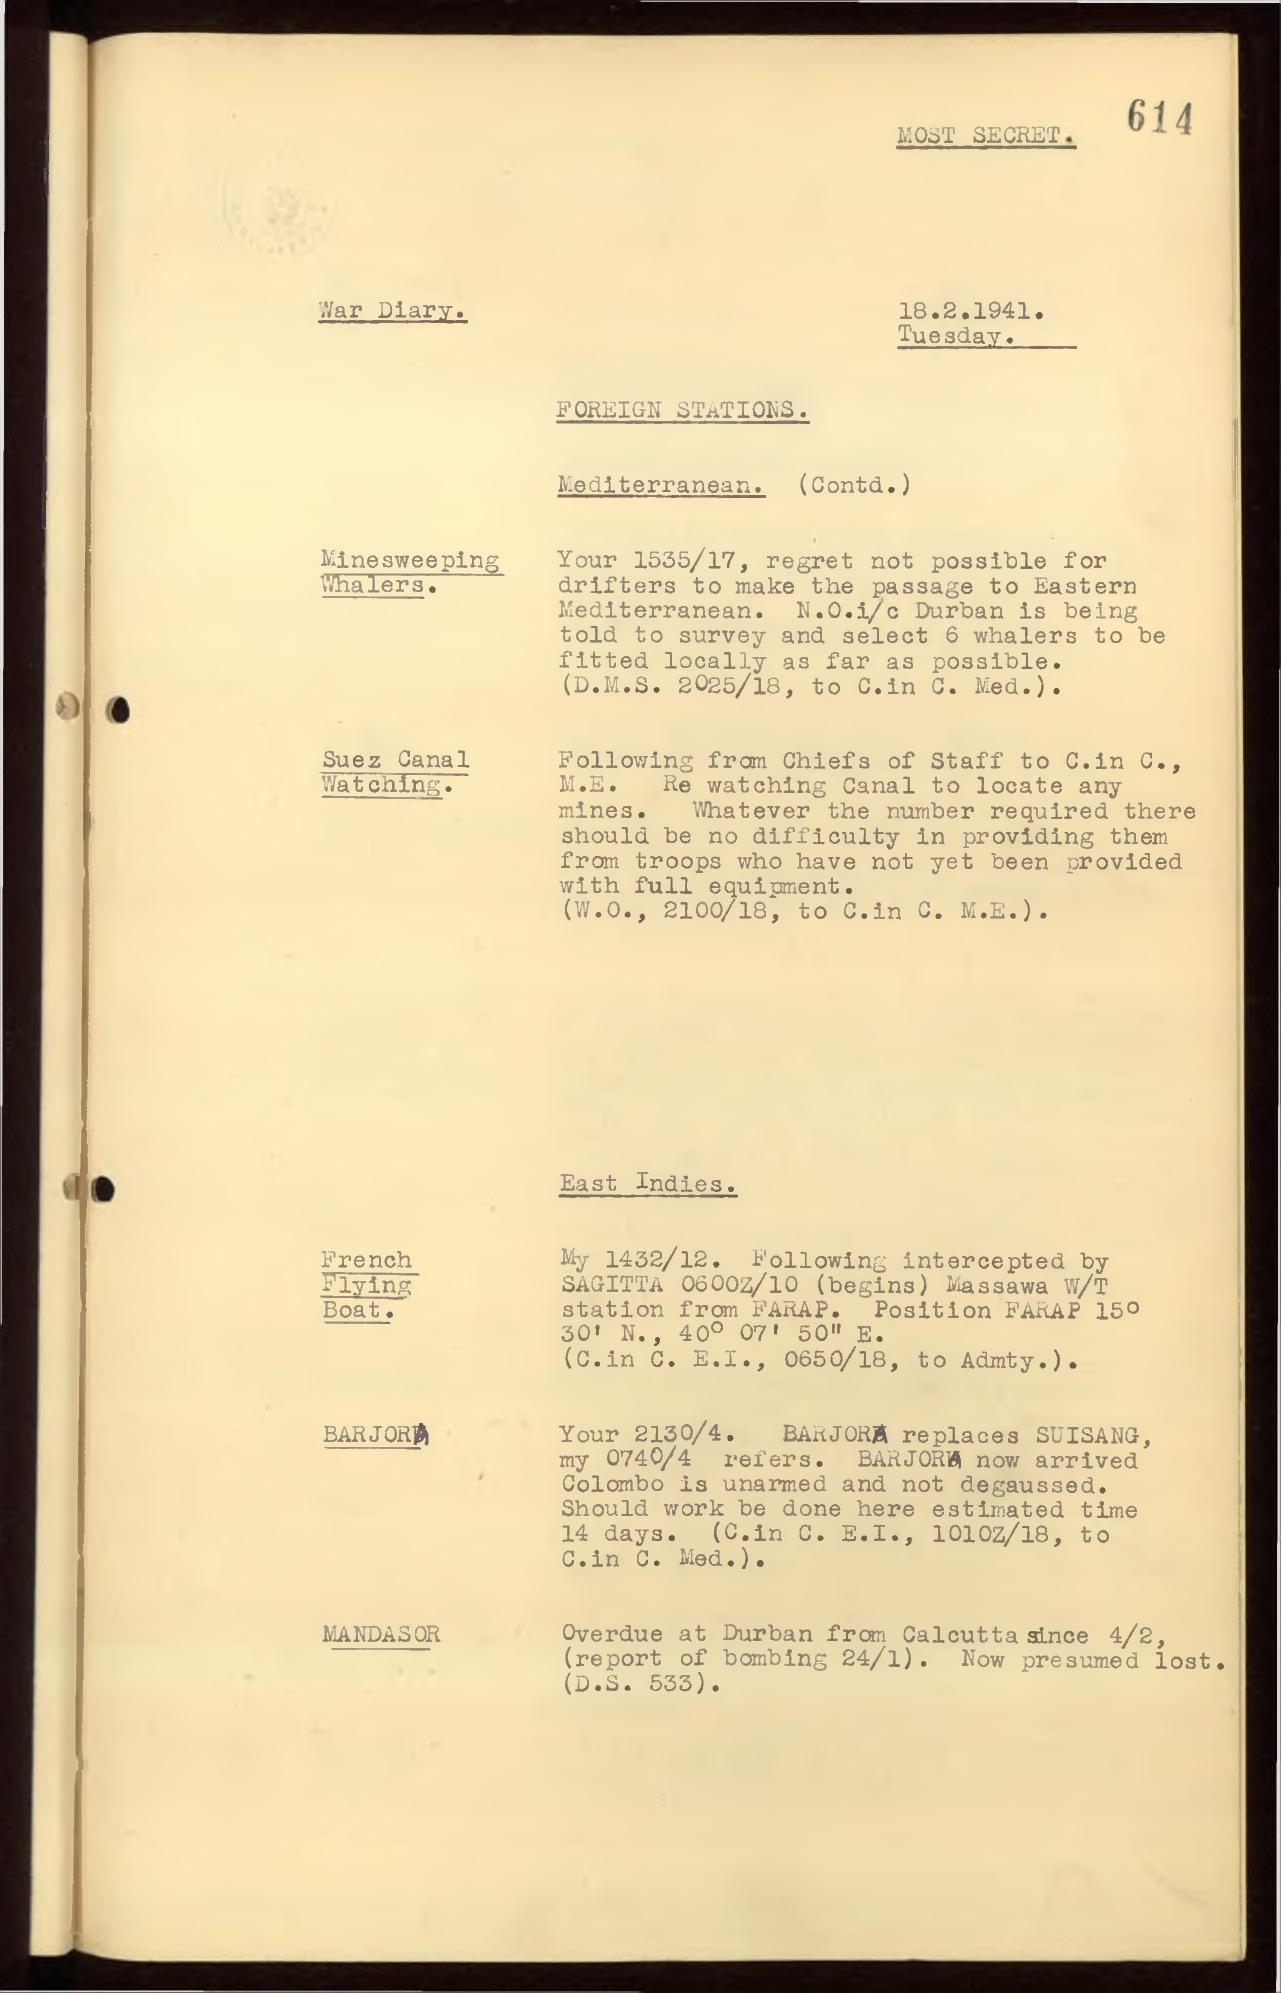 614
MOST SECRET.
War Diary.
18.2.1941.
Tuesday.
FOREIGN STATIONS.
Mediterranean. (Contd.)
Minesweeping
Whalers.
Your 1535/17, regret not possible for
drifters to make the passage to Eastern
Mediterranean. N.O.i/c Durban is being
told to survey and select 6 whalers to be
fitted locally as far as possible.
(D.M.S. 2025/18, to C.in C. Med.).
Suez Canal
Watching.
Following from Chiefs of Staff to C.in C.,
M.E. Re watching Canal to locate any
mines. Whatever the number required there
should be no difficulty in providing them
from troops who have not yet been provided
with full equipment.
(W.O., 2100/18, to C.in C. M.E.).
East Indies.
French
Flying
Boat.
My 1432/12. Following intercepted by
SAGITTA 0600Z/10 (begins) Massawa W/T
station from FARAP. Position FARAP 15°
30' N., 40° 07' 50" E.
(C.in C. E.I., 0650/18, to Admty.).
BARJORA
Your 2130/4. BARJORA replaces SUISANG,
my 0740/4 refers. BARJORA now arrived
Colombo is unarmed and not degaussed.
Should work be done here estimated time
14 days. (C.in C. E.I., 1010Z/18, to
C.in C. Med.).
MANDASOR
Overdue at Durban from Calcutta since 4/2,
(report of bombing 24/1). Now presumed lost.
(D.S. 533).